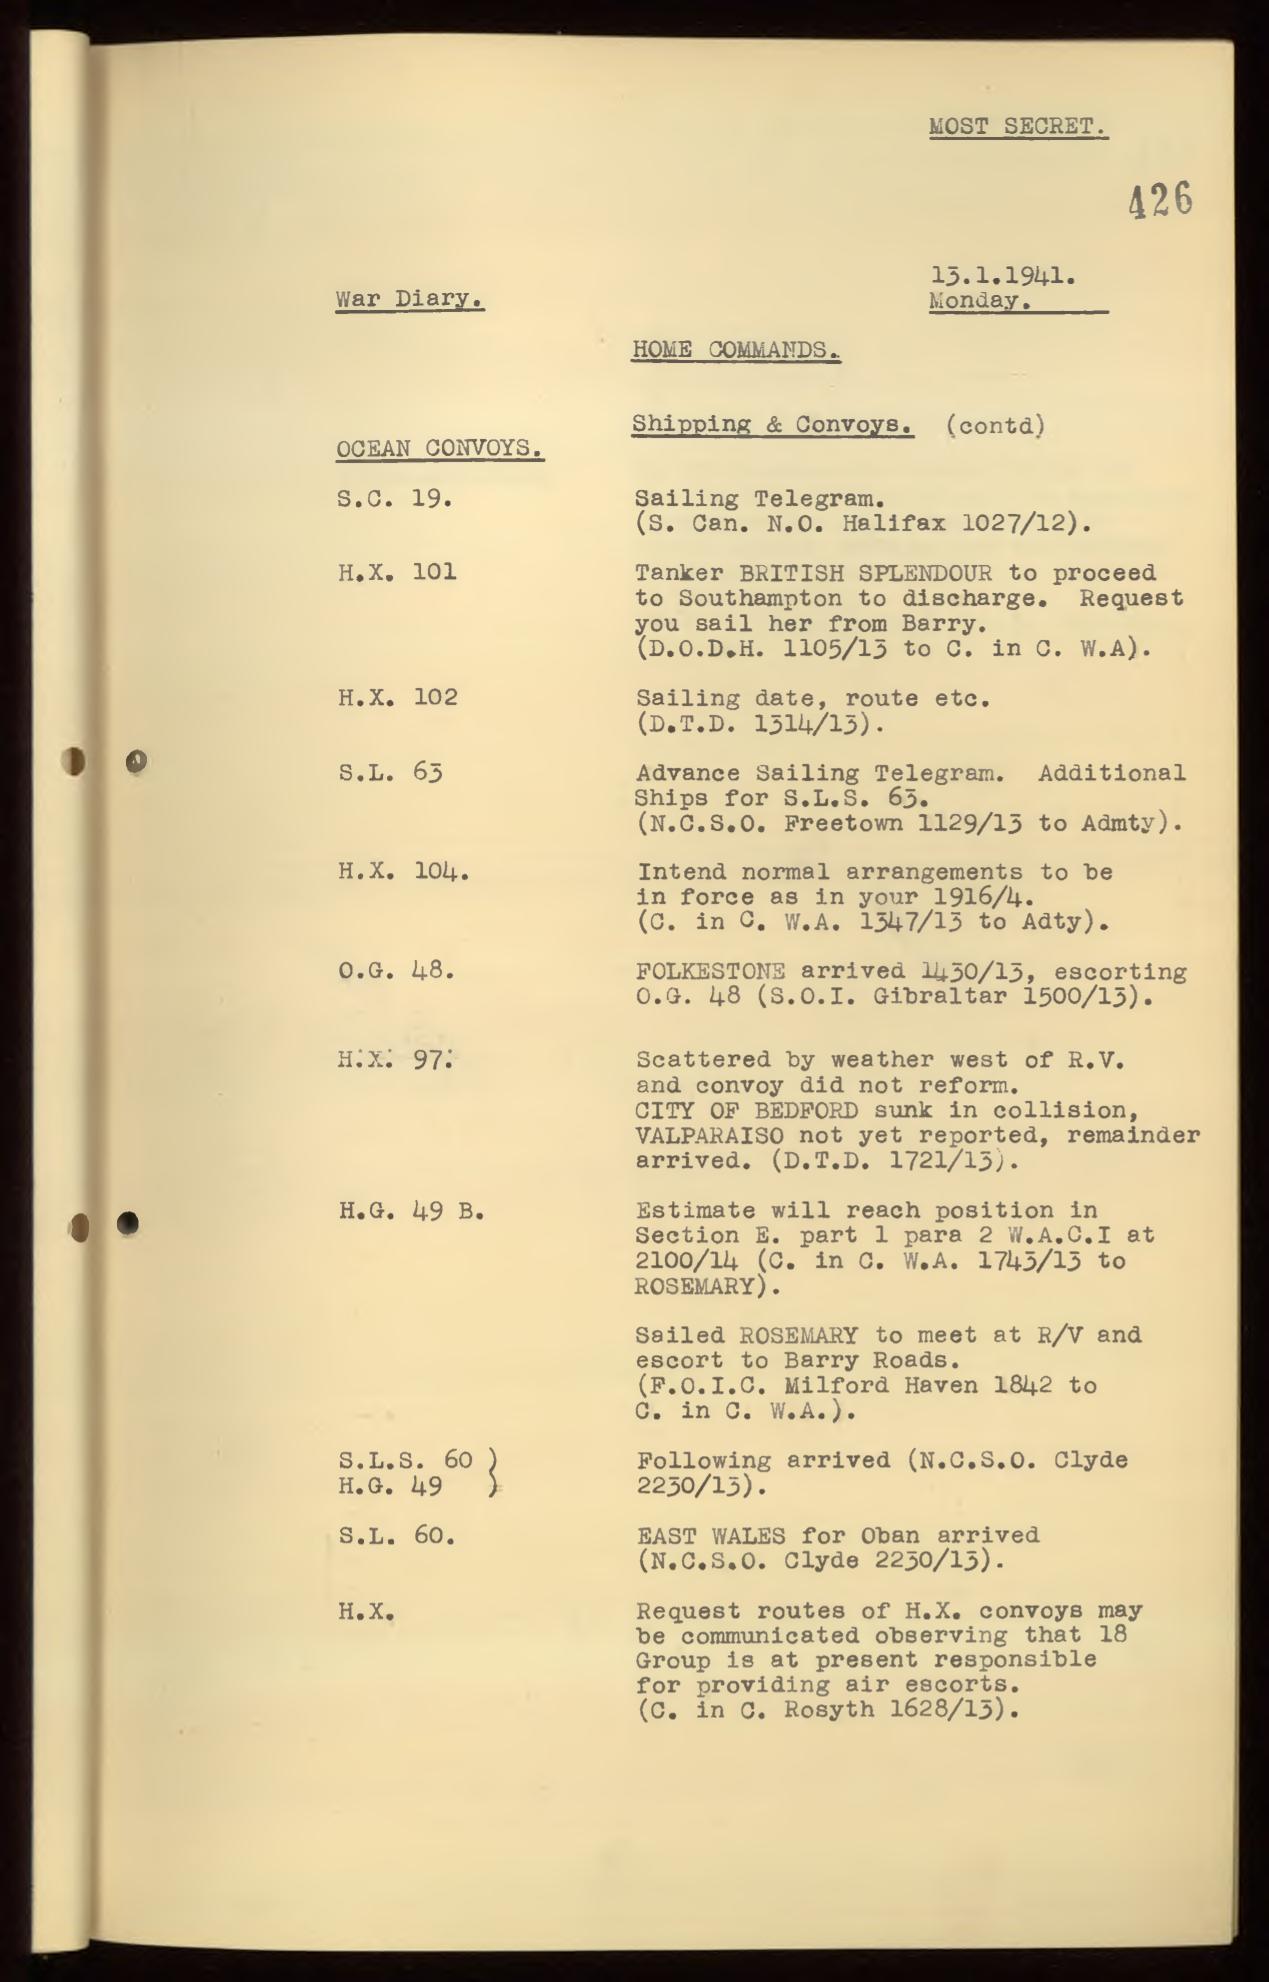 MOST SECRET.
426
13.1.1941.
War Diary.
Monday.
HOME COMMANDS.
Shipping & Convoys. (contd)
OCEAN CONVOYS.
S.C. 19.
Sailing Telegram.
(S. Can. N.O. Halifax 1027/12).
H.X. 101
Tanker BRITISH SPLENDOUR to proceed
to Southampton to discharge. Request
you sail her from Barry.
(D.O.D.H. 1105/13 to C. in C. W.A).
H.X. 102
Sailing date, route etc.
(D.T.D. 1314/13).
S.L. 63
Advance Sailing Telegram. Additional
Ships for S.L.S. 63.
(N.C.S.O. Freetown 1129/13 to Admty).
H.X. 104.
Intend normal arrangements to be
in force as in your 1916/4.
(C. in C. W.A. 1347/13 to Adty).
O.G. 48.
FOLKESTONE arrived 1430/13, escorting
O.G. 48 (S.O.I. Gibraltar 1500/13).
H.X. 97.
Scattered by weather west of R.V.
and convoy did not reform.
CITY OF BEDFORD sunk in collision,
VALPARAISO not yet reported, remainder
arrived. (D.T.D. 1721/13).
H.G. 49 B.
Estimate will reach position in
Section E. part 1 para 2 W.A.C.I at
2100/14 (C. in C. W.A. 1743/13 to
ROSEMARY).
Sailed ROSEMARY to meet at R/V and
escort to Barry Roads.
(F.O.I.C. Milford Haven 1842 to
C. in C. W.A.).
S.L.S. 60 )
H.G. 49 )
Following arrived (N.C.S.O. Clyde
2230/13).
S.L. 60.
EAST WALES for Oban arrived
(N.C.S.O. Clyde 2230/13).
H.X.
Request routes of H.X. convoys may
be communicated observing that 18
Group is at present responsible
for providing air escorts.
(C. in C. Rosyth 1628/13).